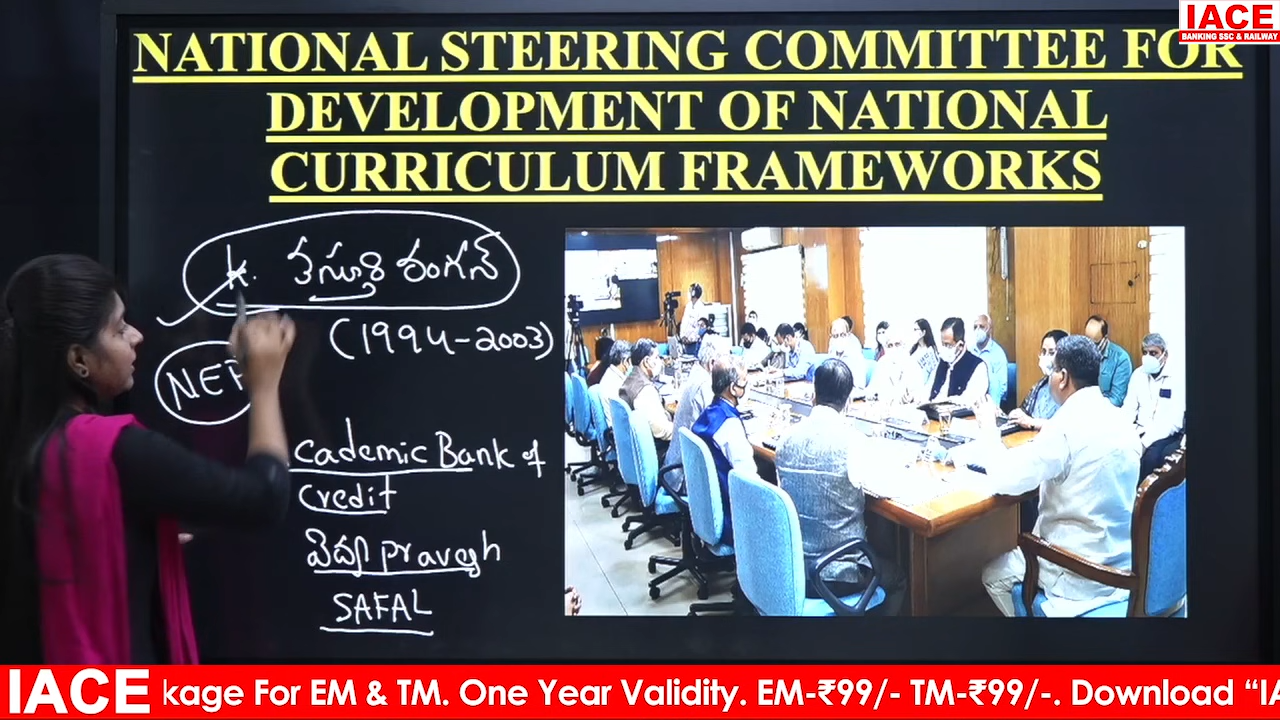 IACE
BANKING SSC & RAILWAY
NATIONAL STEERING COMMITTEE FOR
DEVELOPMENT OF NATIONAL
CURRICULUM FRAMEWORKS
k. కస్తూరి రంగన్
(1994-2003)
NEP
cademic Bank of
Credit
విద్యా pravesh
SAFAL
IACE kage For EM & TM. One Year Validity. EM-₹99/- TM-₹99/-. Download “IA